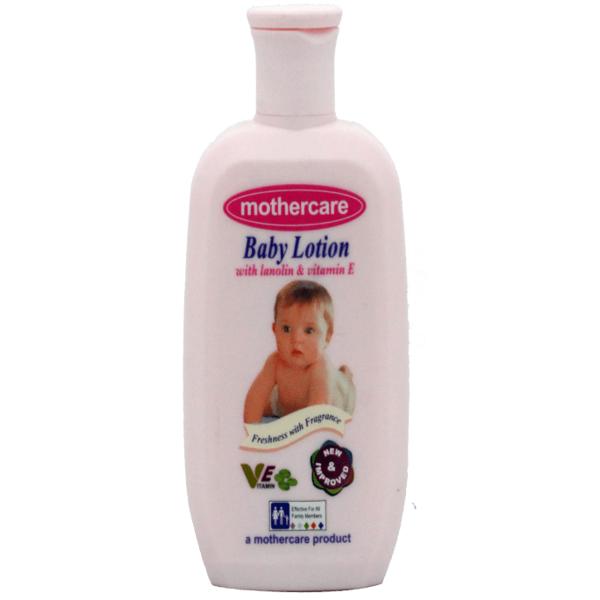 mothercare
Baby Lotion
with lanolin & vitamin E
Freshness with Fragrance
VE
VITAMIN
NEW
&
IMPROVED
Effective For All
Family Members
a mothercare product